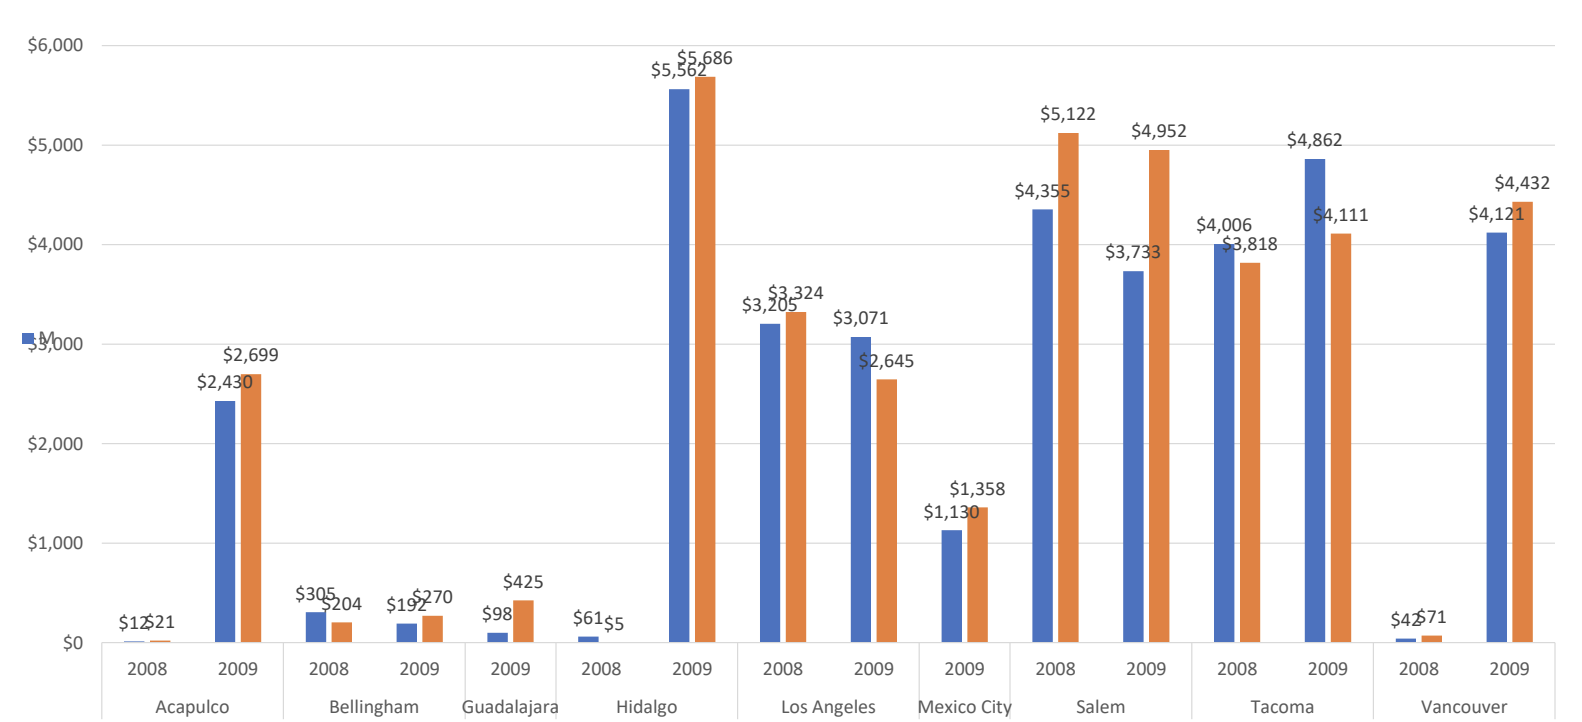 $6,000
$5,000
$4,000
$3,000
$2,000
$1,000
$0
M
$12 $21 $2,430 $2,699
$305 $204 $192 $270
$98 $425
$61 $5 $5,562 $5,686
$3,205 $3,324 $3,071 $2,645
$1,130 $1,358
$4,355 $5,122 $3,733 $4,952
$4,006 $3,818 $4,862 $4,111
$42 $71 $4,121 $4,432
2008 2009 2008 2009 2009 2008 2009 2008 2009 2009 2008 2009 2008 2009 2008 2009
Acapulco Bellingham Guadalajara Hidalgo Los Angeles Mexico City Salem Tacoma Vancouver